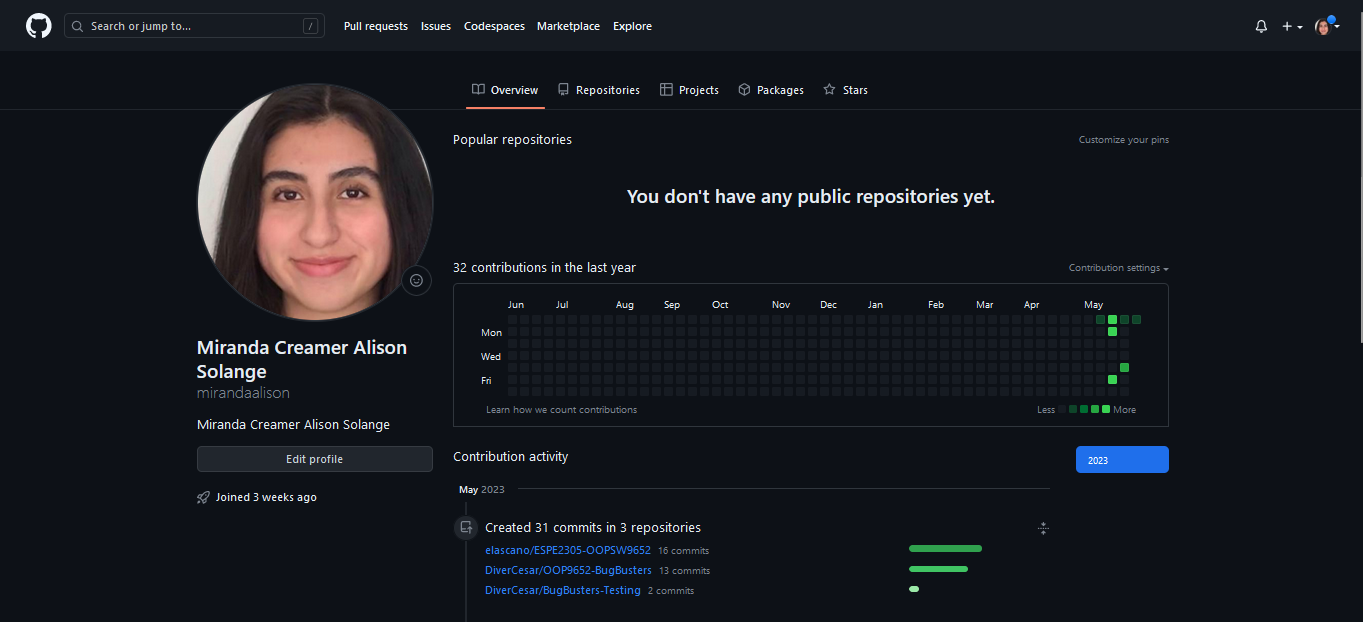 Search or jump to... /
Pull requests Issues Codespaces Marketplace Explore
Overview Repositories Projects Packages Stars
Miranda Creamer Alison
Solange
mirandaalison
Miranda Creamer Alison Solange
Edit profile
Joined 3 weeks ago
Popular repositories Customize your pins
You don't have any public repositories yet.
32 contributions in the last year Contribution settings
Jun Jul Aug Sep Oct Nov Dec Jan Feb Mar Apr May
Mon
Wed
Fri
Learn how we count contributions Less More
Contribution activity 2023
May 2023
Created 31 commits in 3 repositories
elascano/ESPE2305-OOPSW9652 16 commits
DiverCesar/OOP9652-BugBusters 13 commits
DiverCesar/BugBusters-Testing 2 commits